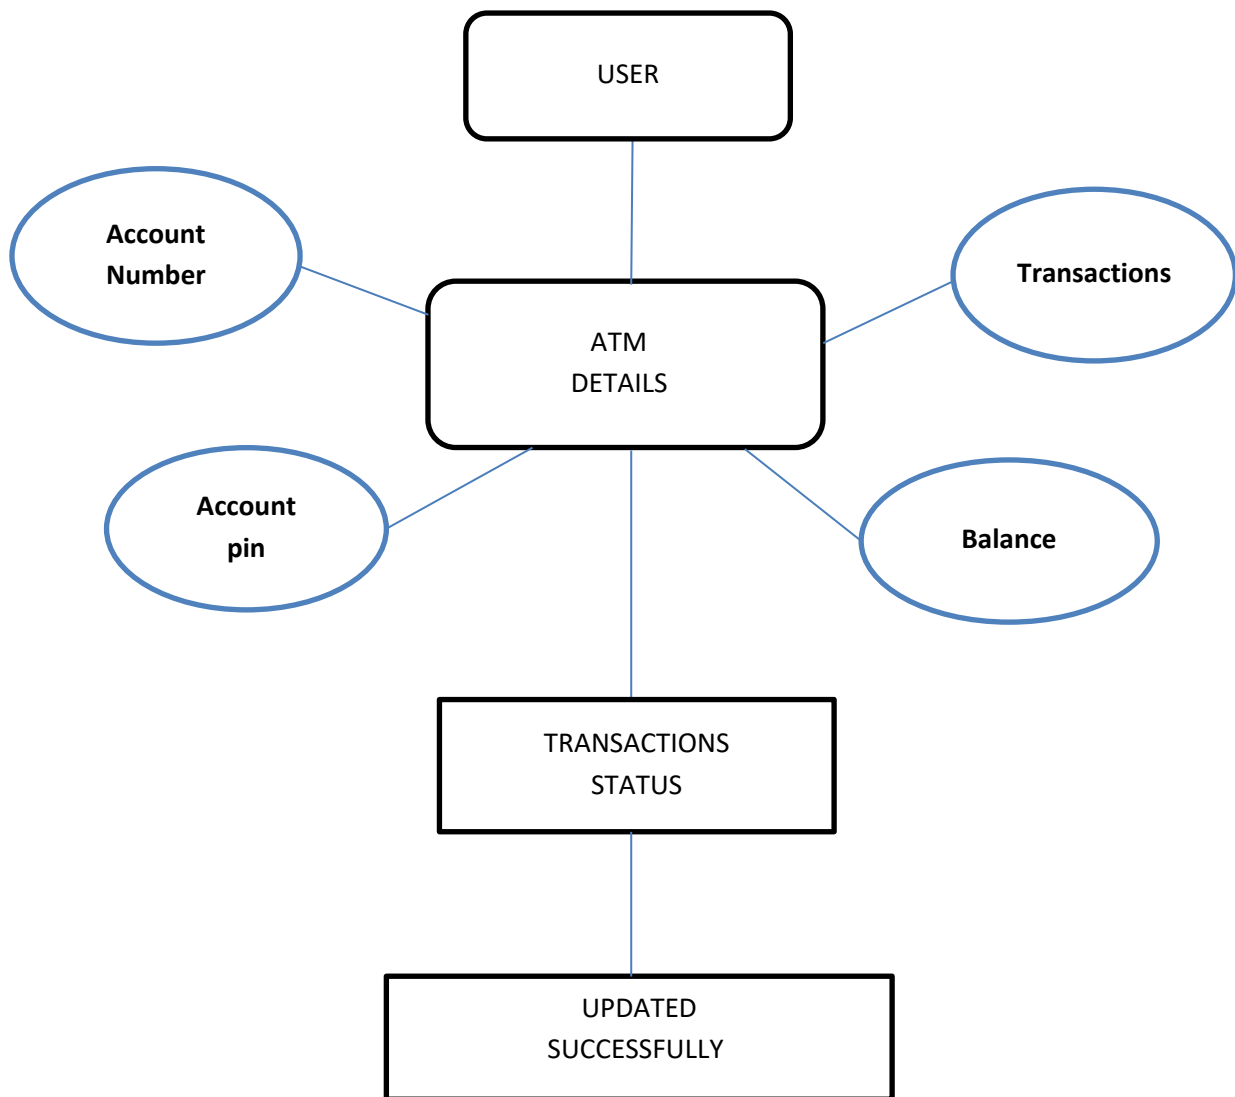 USER
Account
Number
Transactions
ATM
DETAILS
Account
pin
Balance
TRANSACTIONS
STATUS
UPDATED
SUCCESSFULLY